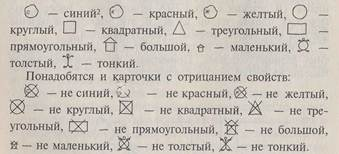 — синий², — красный, — желтый, —
круглый, — квадратный, — треугольный, —
прямоугольный, — большой, — маленький, —
толстый, — тонкий.
Понадобятся и карточки с отрицанием свойств:
— не синий, — не красный, — не желтый,
— не круглый, — не квадратный, — не тре-
угольный, — не прямоугольный, — не большой,
— не маленький, — не толстый, — не тонкий.